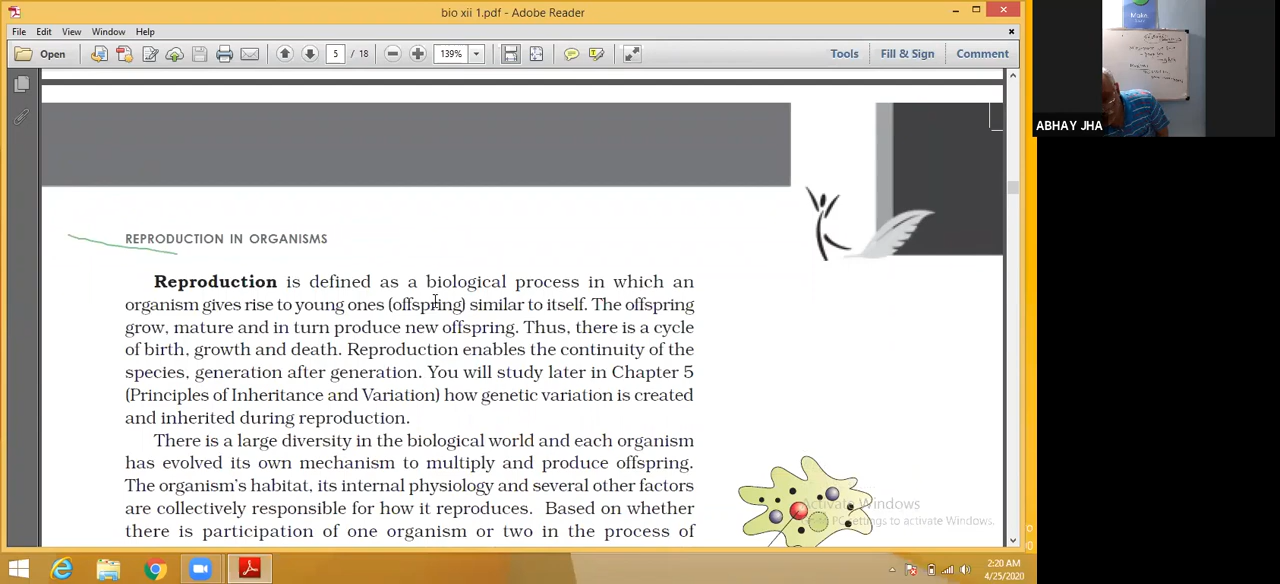 bio xii 1.pdf - Adobe Reader
File Edit View Window Help
Open 5 / 18 139% Tools Fill & Sign Comment
Make
ABHAY JHA
REPRODUCTION IN ORGANISMS
Reproduction is defined as a biological process in which an
organism gives rise to young ones (offspring) similar to itself. The offspring
grow, mature and in turn produce new offspring. Thus, there is a cycle
of birth, growth and death. Reproduction enables the continuity of the
species, generation after generation. You will study later in Chapter 5
(Principles of Inheritance and Variation) how genetic variation is created
and inherited during reproduction.
There is a large diversity in the biological world and each organism
has evolved its own mechanism to multiply and produce offspring.
The organism's habitat, its internal physiology and several other factors
are collectively responsible for how it reproduces. Based on whether
there is participation of one organism or two in the process of
Activate Windows
PC settings to activate Windows.
2:20 AM
4/25/2020